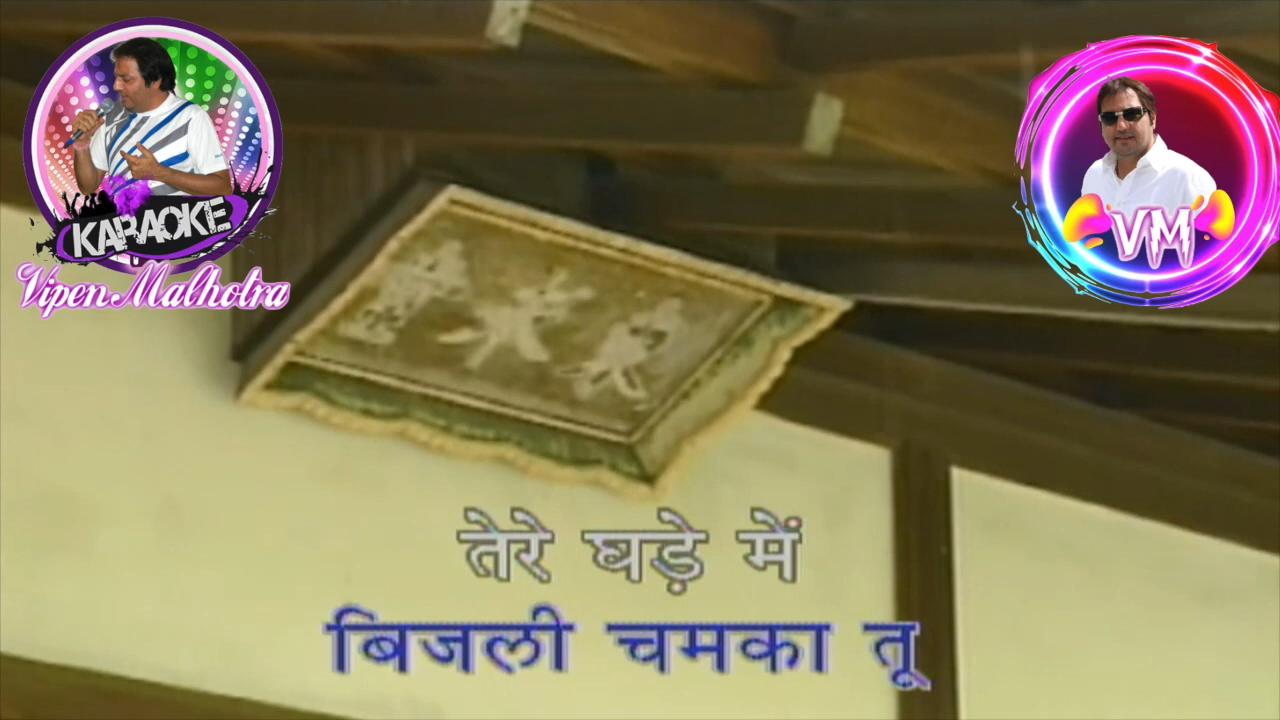 KARAOKE
Vipen Malhotra
VM
तेरे घड़े में
बिजली चमका तू